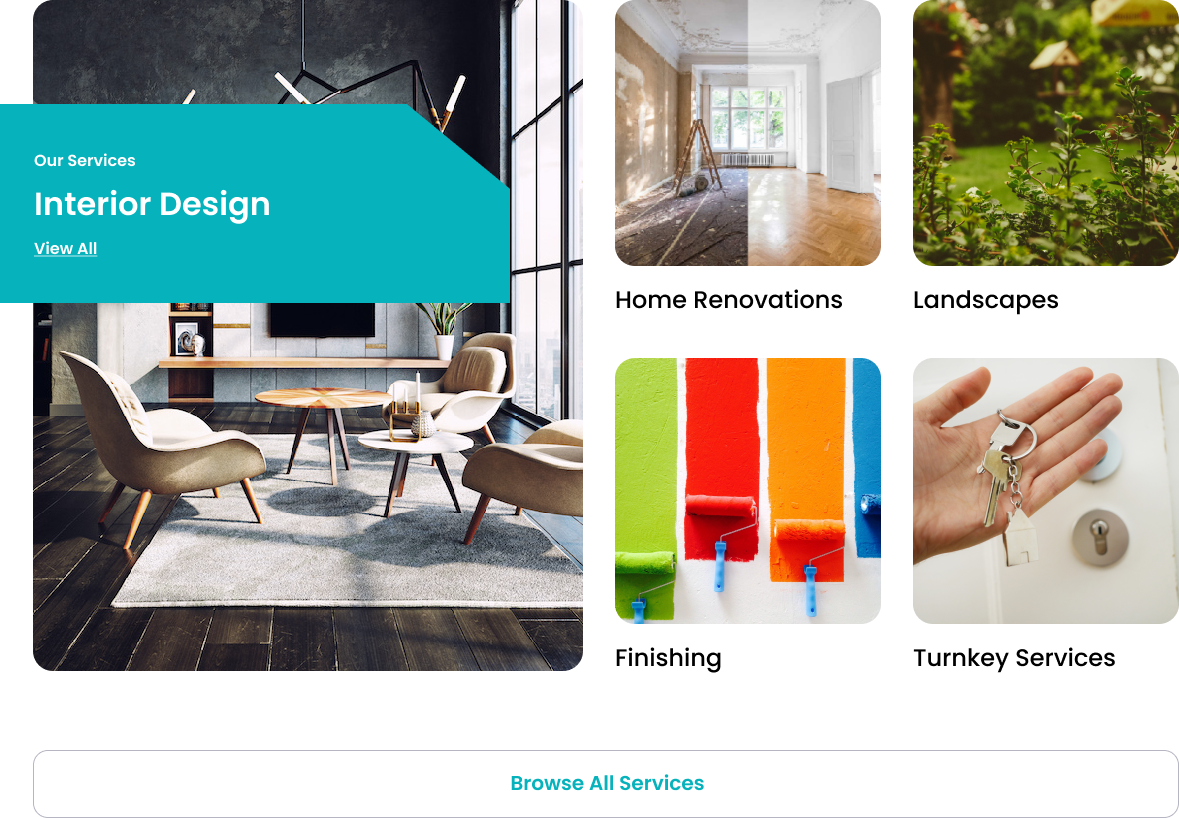 Our Services
Interior Design
View All
Home Renovations
Landscapes
Finishing
Turnkey Services
Browse All Services